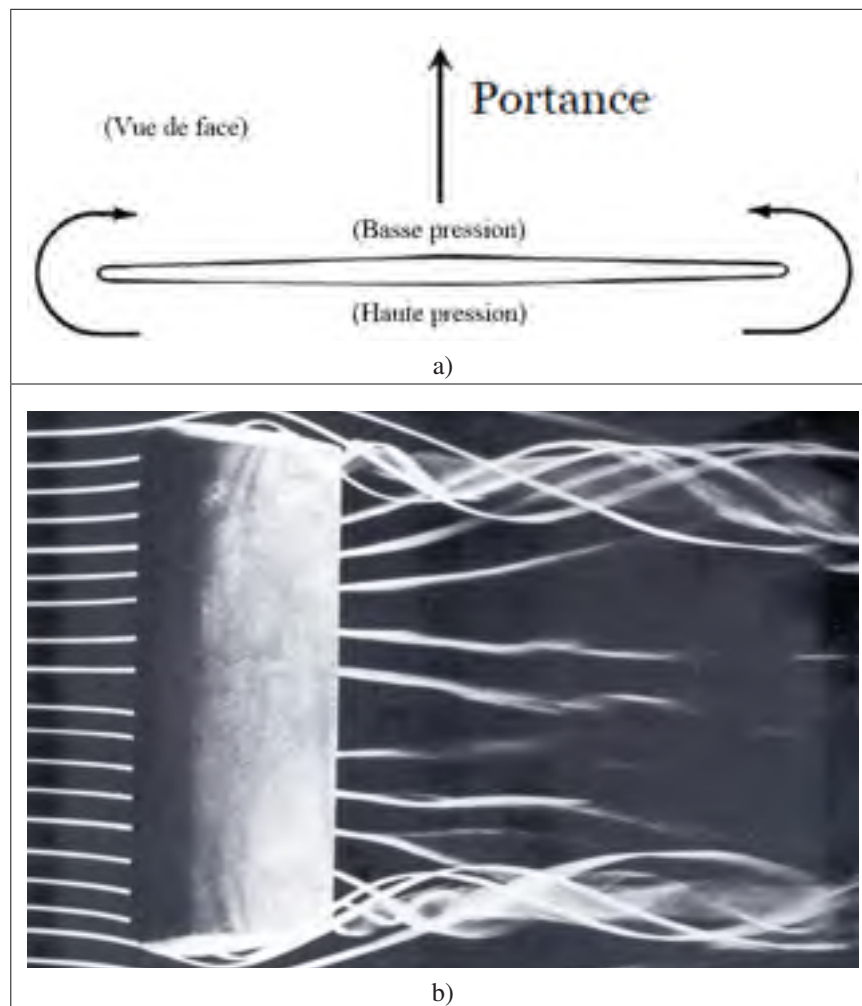 Portance
(Vue de face)
(Basse pression)
(Haute pression)
a)
b)